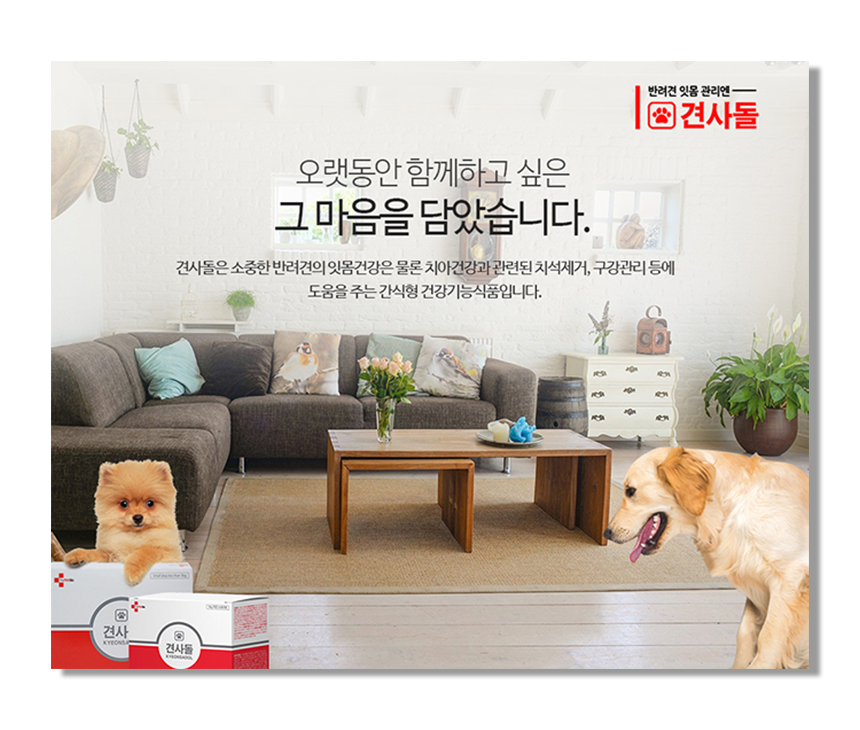 반려견 잇몸 관리엔
견사돌
오랫동안 함께하고 싶은
그 마음을 담았습니다.
견사돌은 소중한 반려견의 잇몸건강은 물론 치아건강과 관련된 치석제거, 구강관리 등에
도움을 주는 간식형 건강기능식품입니다.
견사
KYEONSA
견사돌
KYEONSADOL